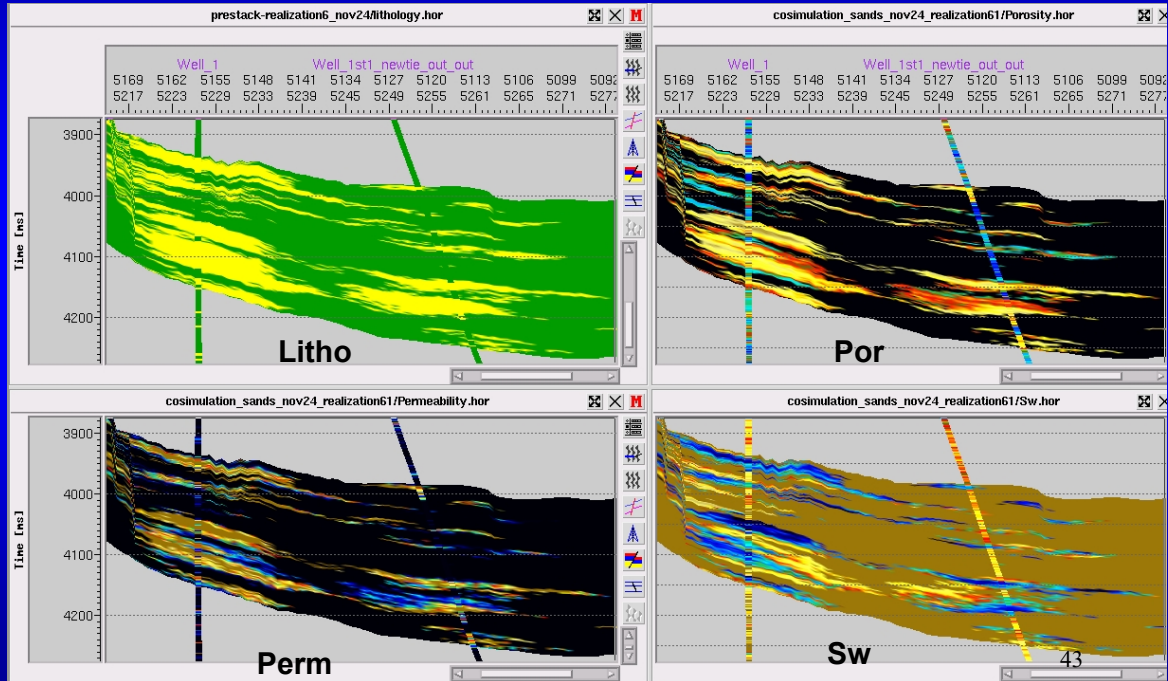 prestack-realization6_nov24/lithology.hor
M
Well_1 Well_1st1_newtie_out_out
5169 5162 5155 5148 5141 5134 5127 5120 5113 5106 5099 5092
5217 5223 5229 5233 5239 5245 5249 5255 5261 5265 5271 5277
Time [ms]
3900
4000
4100
4200
Litho
cosimulation_sands_nov24_realization61/Porosity.hor
Well_1 Well_1st1_newtie_out_out
5169 5162 5155 5148 5141 5134 5127 5120 5113 5106 5099 5092
5217 5223 5229 5233 5239 5245 5249 5255 5261 5265 5271 5277
Por
cosimulation_sands_nov24_realization61/Permeability.hor
M
Time [ms]
3900
4000
4100
4200
Perm
cosimulation_sands_nov24_realization61/Sw.hor
Sw
43